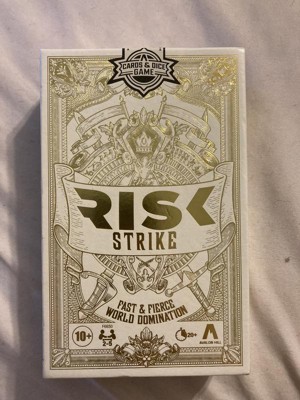 CARDS & DICE
GAME
RISK
STRIKE
FAST & FIERCE
WORLD DOMINATION
10+
2-5
20+
AVALON HILL